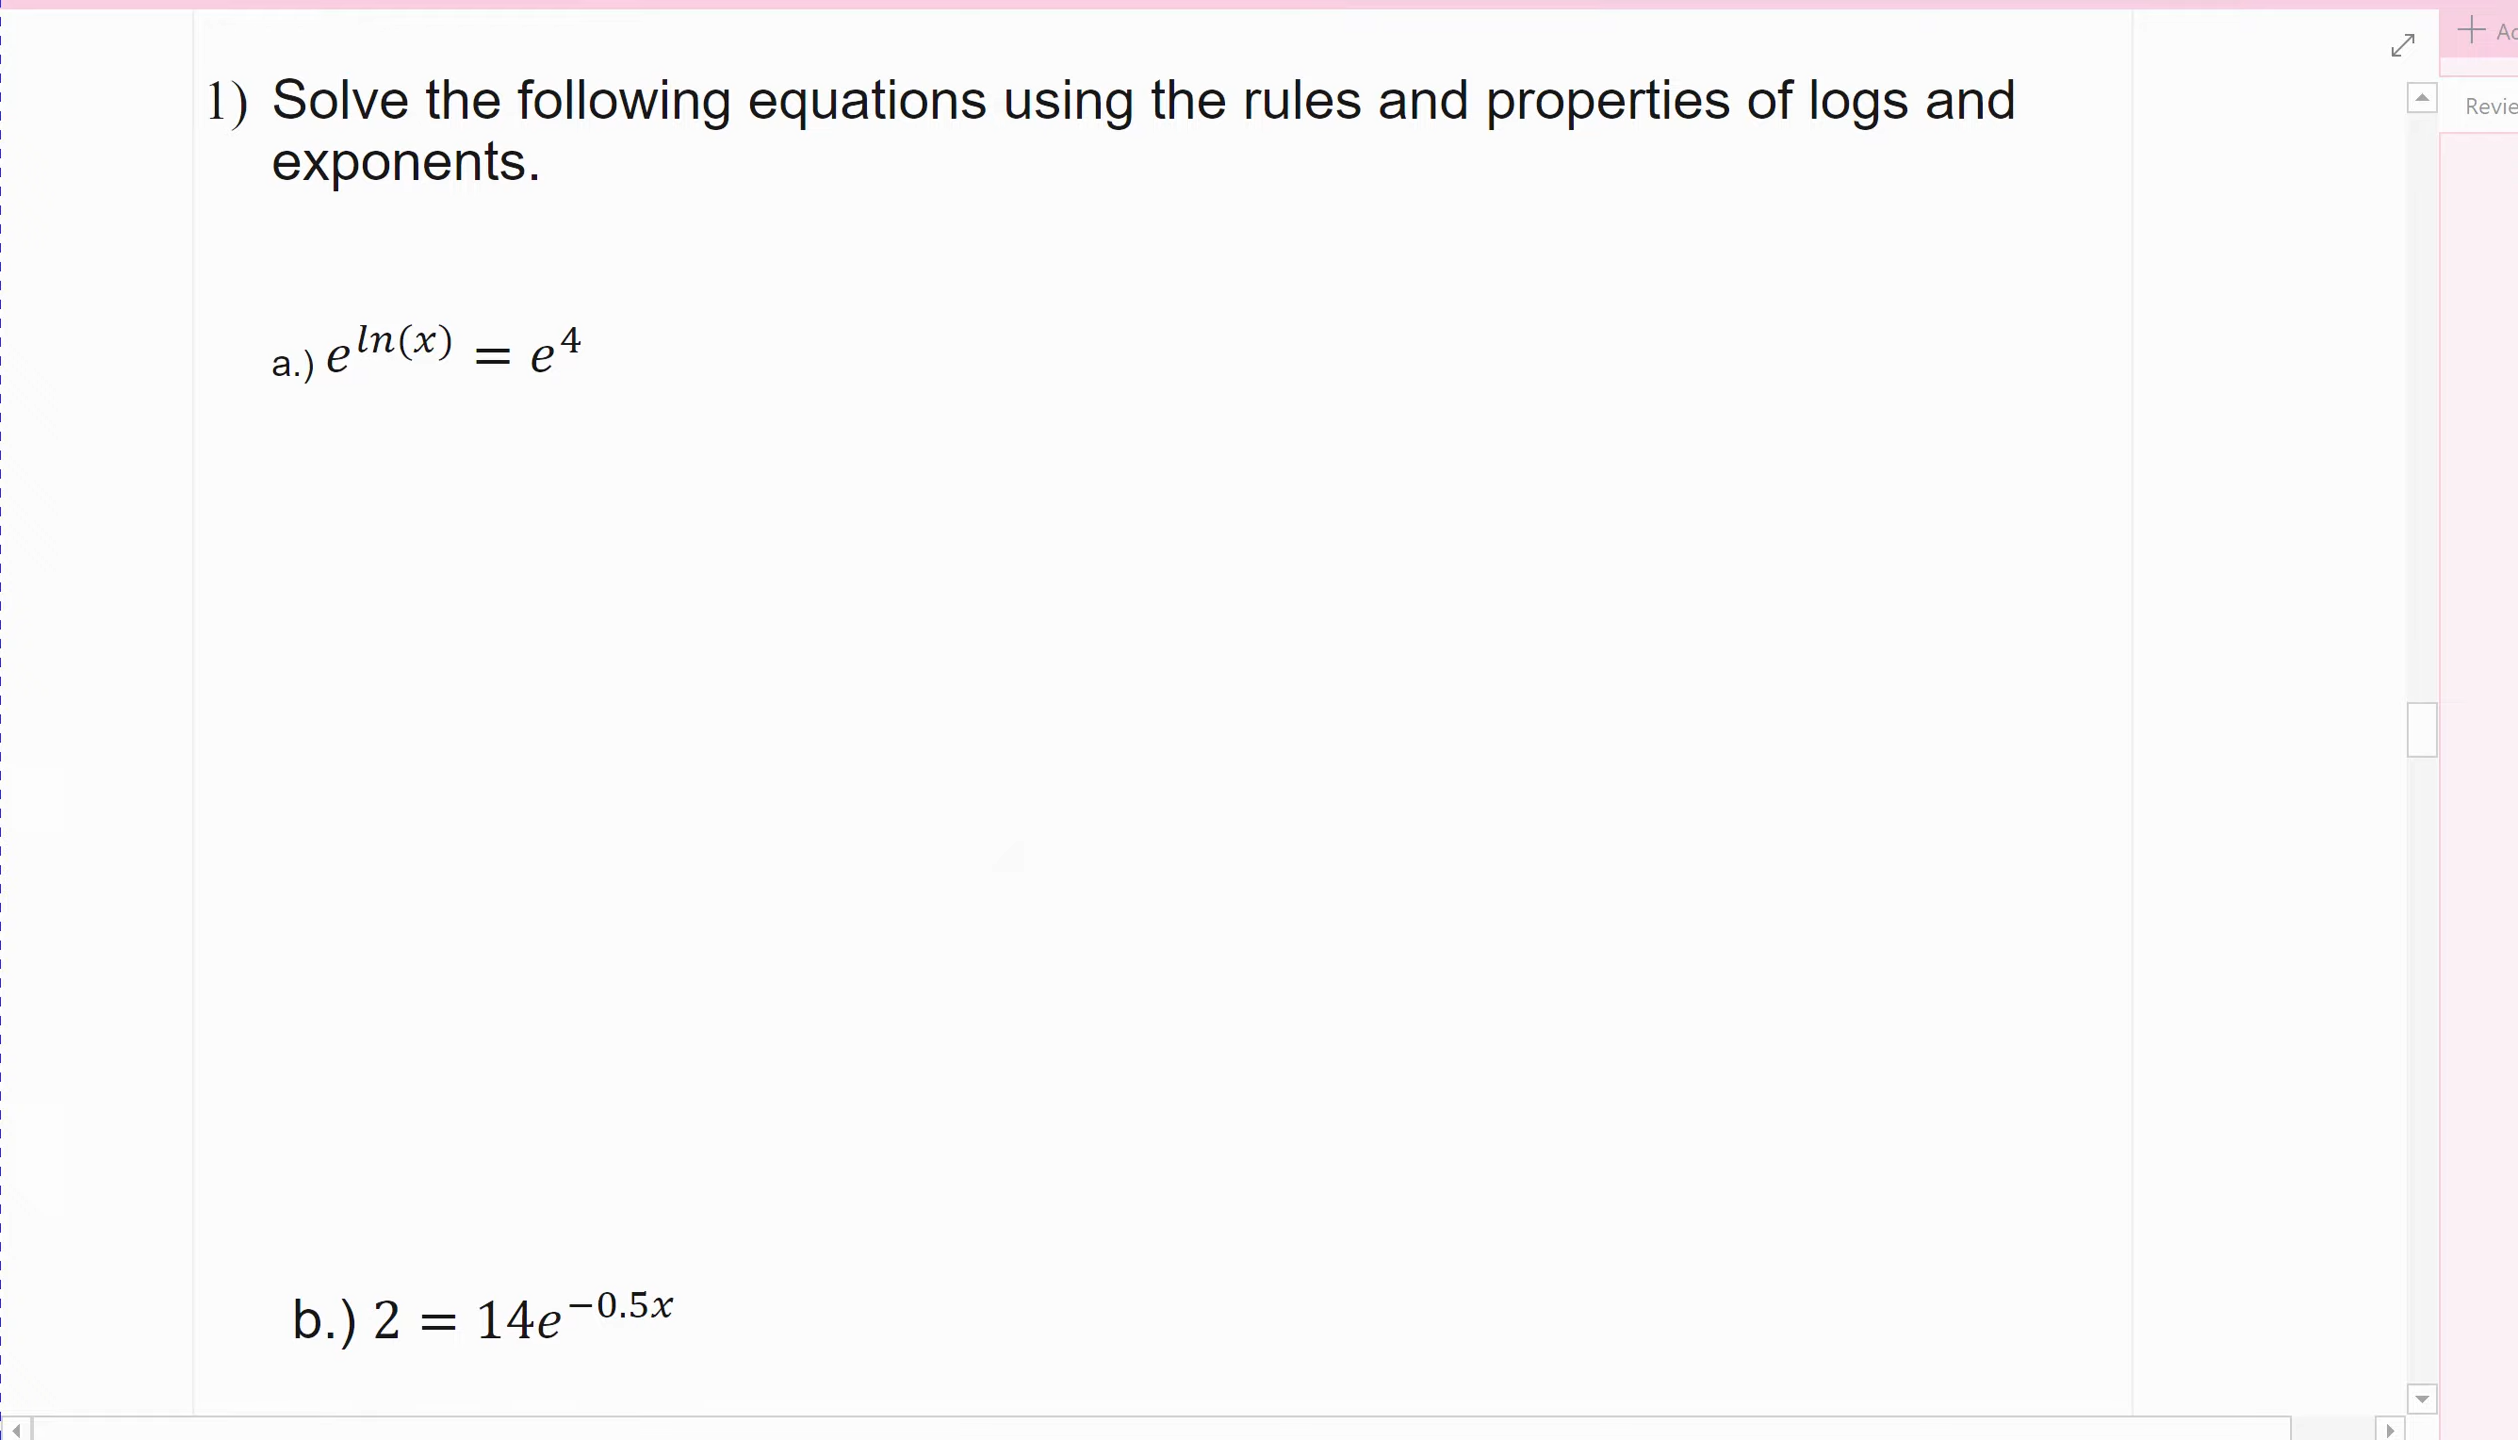 1) Solve the following equations using the rules and properties of logs and
exponents.
a.) e^{ln(x)} = e^4
b.) 2 = 14e^{-0.5x}